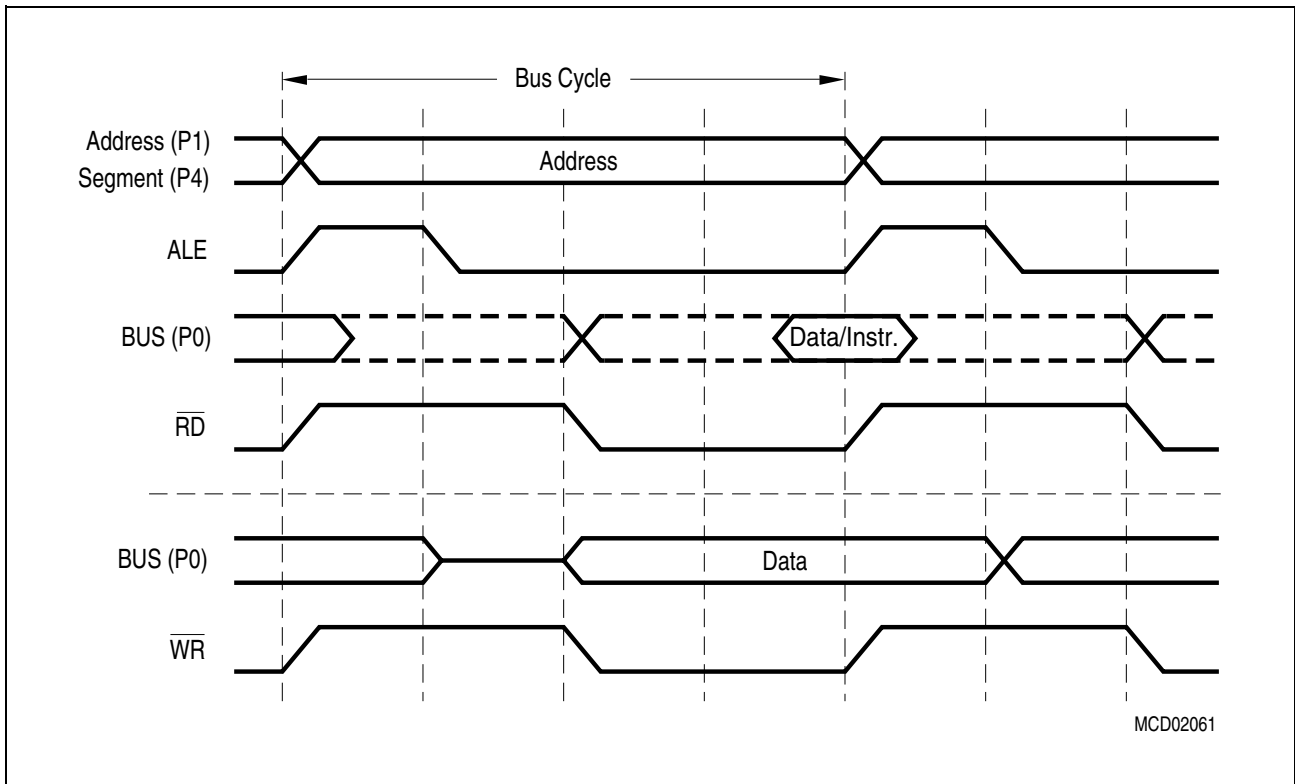 Bus Cycle
Address (P1)
Segment (P4)
Address
ALE
BUS (P0)
Data/Instr.
RD
BUS (P0)
Data
WR
MCD02061